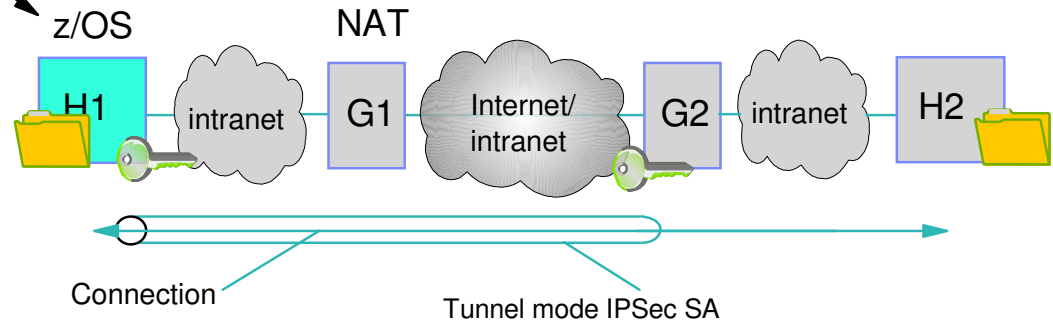 z/OS
NAT
H1
intranet
G1
Internet/
intranet
G2
intranet
H2
Connection
Tunnel mode IPSec SA